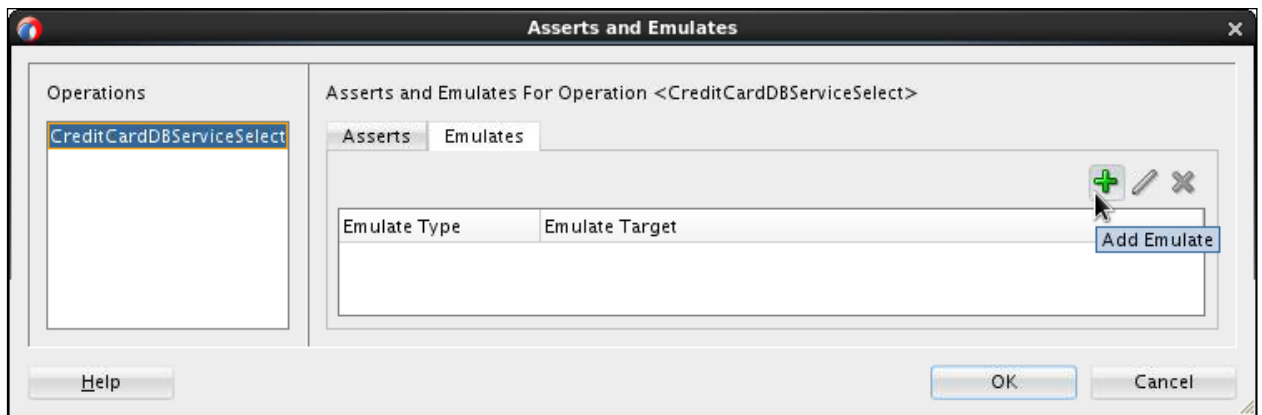 Asserts and Emulates
Operations
CreditCardDBServiceSelect
Asserts and Emulates For Operation <CreditCardDBServiceSelect>
Asserts Emulates
Emulate Type Emulate Target
Add Emulate
Help OK Cancel